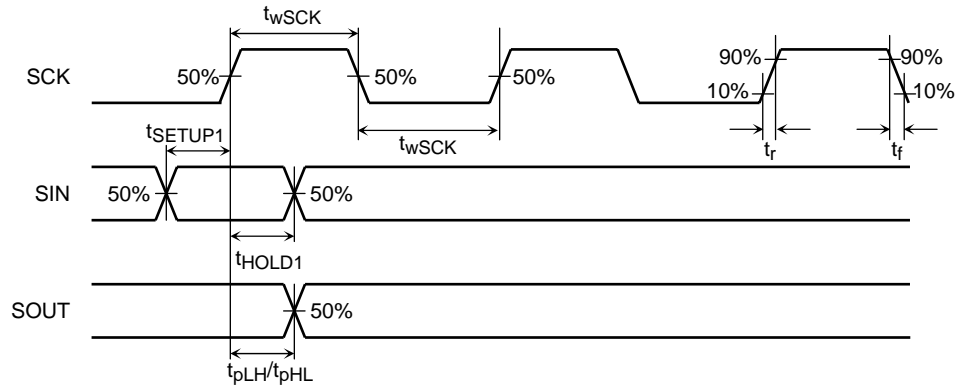 twSCK
SCK
50%
50%
50%
90%
90%
10%
10%
tSETUP1
twSCK
tr
tf
SIN
50%
50%
tHOLD1
SOUT
50%
tpLH/tpHL